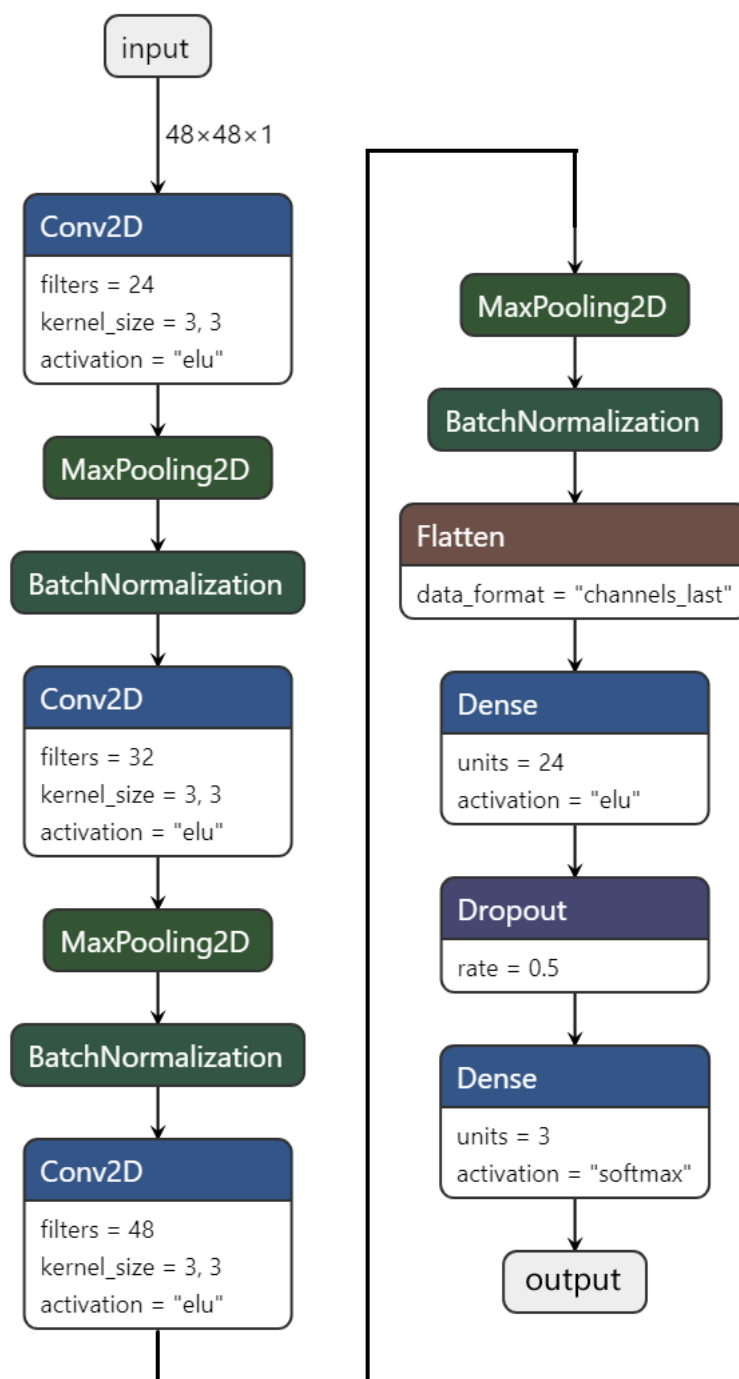 input
48×48×1
Conv2D
filters = 24
kernel_size = 3, 3
activation = "elu"
MaxPooling2D
BatchNormalization
Conv2D
filters = 32
kernel_size = 3, 3
activation = "elu"
MaxPooling2D
BatchNormalization
Conv2D
filters = 48
kernel_size = 3, 3
activation = "elu"
MaxPooling2D
BatchNormalization
Flatten
data_format = "channels_last"
Dense
units = 24
activation = "elu"
Dropout
rate = 0.5
Dense
units = 3
activation = "softmax"
output